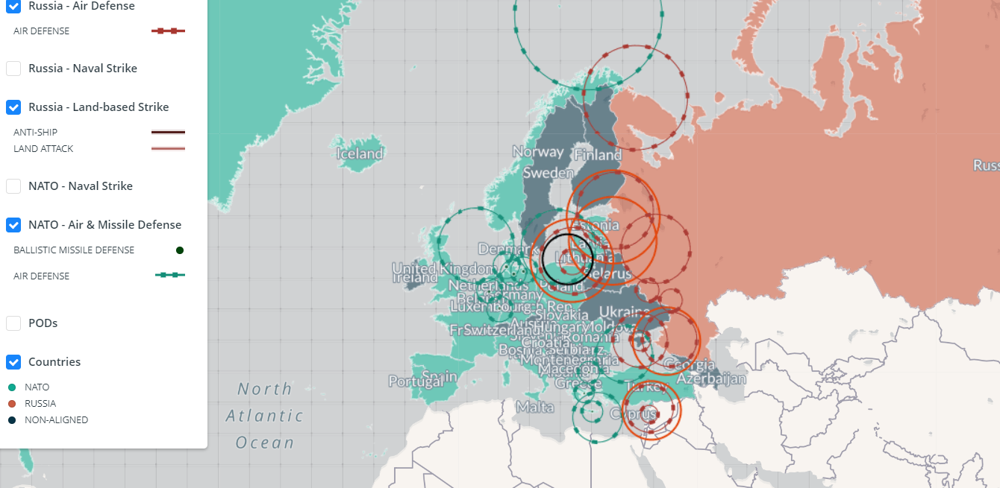 Russia - Air Defense
AIR DEFENSE
Russia - Naval Strike
Russia - Land-based Strike
ANTI-SHIP
LAND ATTACK
NATO - Naval Strike
NATO - Air & Missile Defense
BALLISTIC MISSILE DEFENSE
AIR DEFENSE
PODs
Countries
NATO
RUSSIA
NON-ALIGNED
Iceland
Norway
Finland
Sweden
Russ
Estonia
Latvia
Denmark
Lithuania
United Kingdom
Ireland
Belarus
Netherlands
Poland
Germany
Luxembourg
Ukraine
Slovakia
Switzerland
Hungary
Romania
Croatia
Montenegro
Macedonia
Georgia
Azerbaijan
Spain
Portugal
Greece
Turkey
Malta
Cyprus
North
Atlantic
Ocean